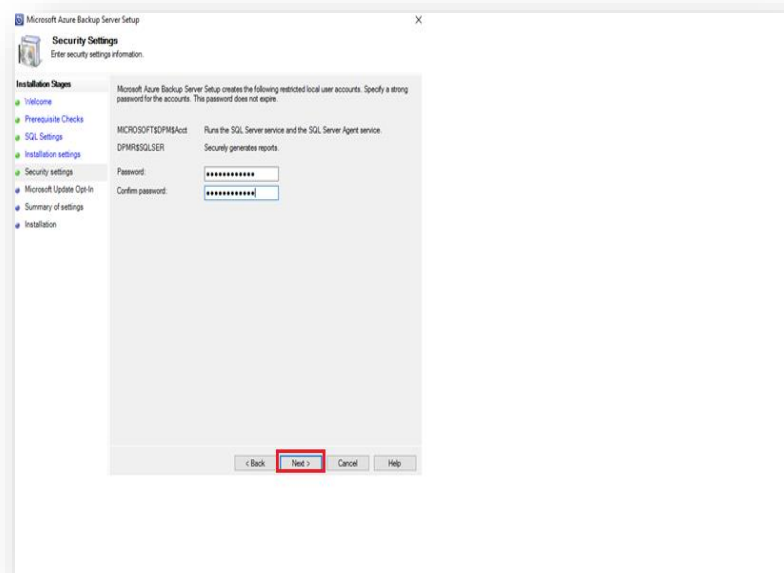 Microsoft Azure Backup Server Setup
X
Security Settings
Enter security settings information.
Installation Stages
Welcome
Prerequisite Checks
SQL Settings
Installation settings
Security settings
Microsoft Update Opt-In
Summary of settings
Installation
Microsoft Azure Backup Server Setup creates the following restricted local user accounts. Specify a strong
password for the accounts. This password does not expire.
MICROSOFT$DPM$Acct Runs the SQL Server service and the SQL Server Agent service.
DPMR$SQLSER Securely generates reports.
Password:
Confirm password:
< Back Next > Cancel Help